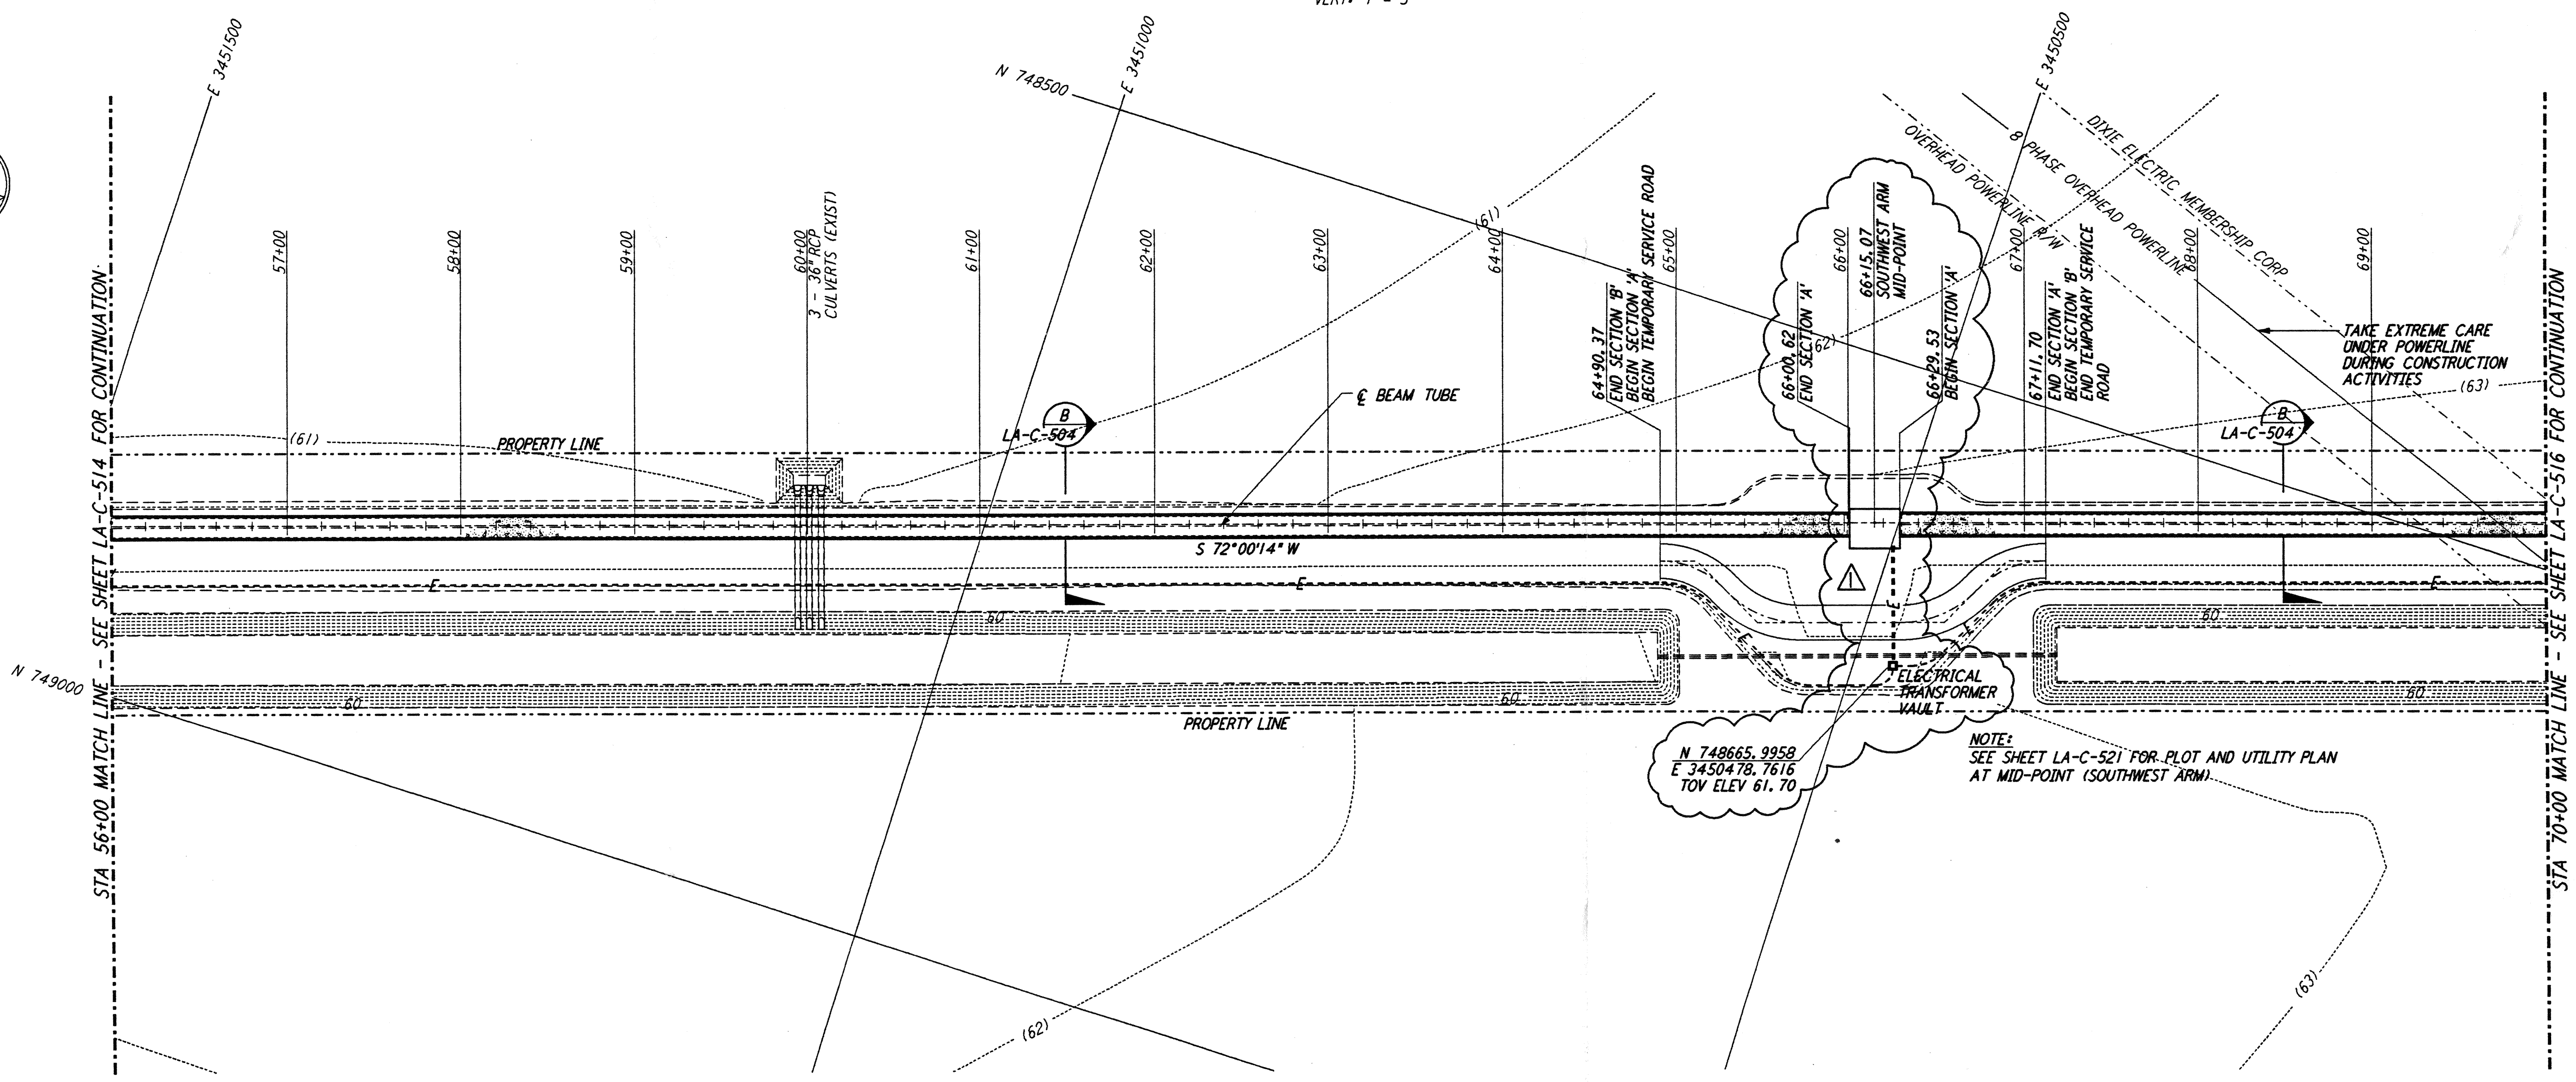 E 3451500
E 3451000
N 748500
E 3450500
DIXIE ELECTRIC MEMBERSHIP CORP
8 PHASE OVERHEAD POWERLINE
OVERHEAD POWERLINE R/W
57+00
58+00
59+00
60+00
3 - 36" RCP
CULVERTS (EXIST)
61+00
62+00
63+00
64+00
65+00
66+00
67+00
68+00
69+00
(61)
64+90.37
END SECTION 'B'
BEGIN SECTION 'A'
BEGIN TEMPORARY SERVICE ROAD
66+00.62
END SECTION 'A'
66+15.07
SOUTHWEST ARM
MID-POINT
66+29.53
BEGIN SECTION 'A'
67+11.70
END SECTION 'A'
BEGIN SECTION 'B'
END TEMPORARY SERVICE
ROAD
(62)
TAKE EXTREME CARE
UNDER POWERLINE
DURING CONSTRUCTION
ACTIVITIES
(63)
℄ BEAM TUBE
B
LA-C-504
B
LA-C-504
(61)
PROPERTY LINE
S 72°00'14" W
STA 56+00 MATCH LINE - SEE SHEET LA-C-514 FOR CONTINUATION
STA 70+00 MATCH LINE - SEE SHEET LA-C-516 FOR CONTINUATION
1
E
E
E
E
E
E
60
60
60
60
60
N 749000
PROPERTY LINE
ELECTRICAL
TRANSFORMER
VAULT
N 748665.9958
E 3450478.7616
TOV ELEV 61.70
NOTE:
SEE SHEET LA-C-521 FOR PLOT AND UTILITY PLAN
AT MID-POINT (SOUTHWEST ARM)
(62)
(63)